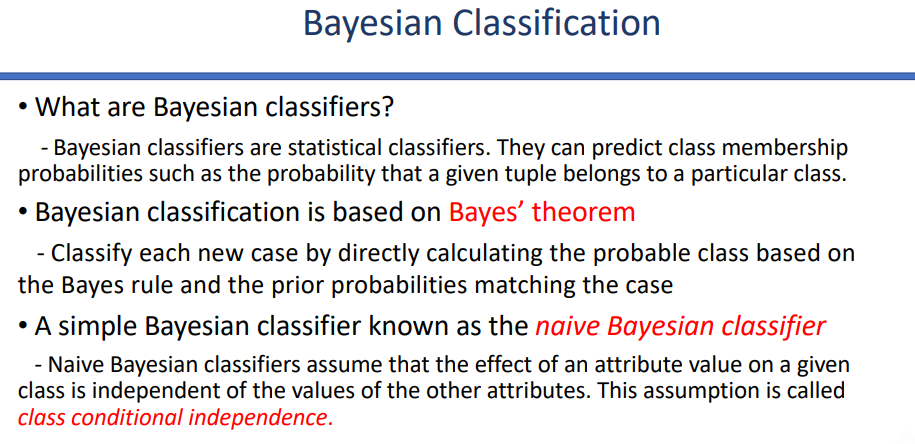 Bayesian Classification
• What are Bayesian classifiers?
- Bayesian classifiers are statistical classifiers. They can predict class membership
probabilities such as the probability that a given tuple belongs to a particular class.
• Bayesian classification is based on Bayes’ theorem
- Classify each new case by directly calculating the probable class based on
the Bayes rule and the prior probabilities matching the case
• A simple Bayesian classifier known as the naive Bayesian classifier
- Naive Bayesian classifiers assume that the effect of an attribute value on a given
class is independent of the values of the other attributes. This assumption is called
class conditional independence.